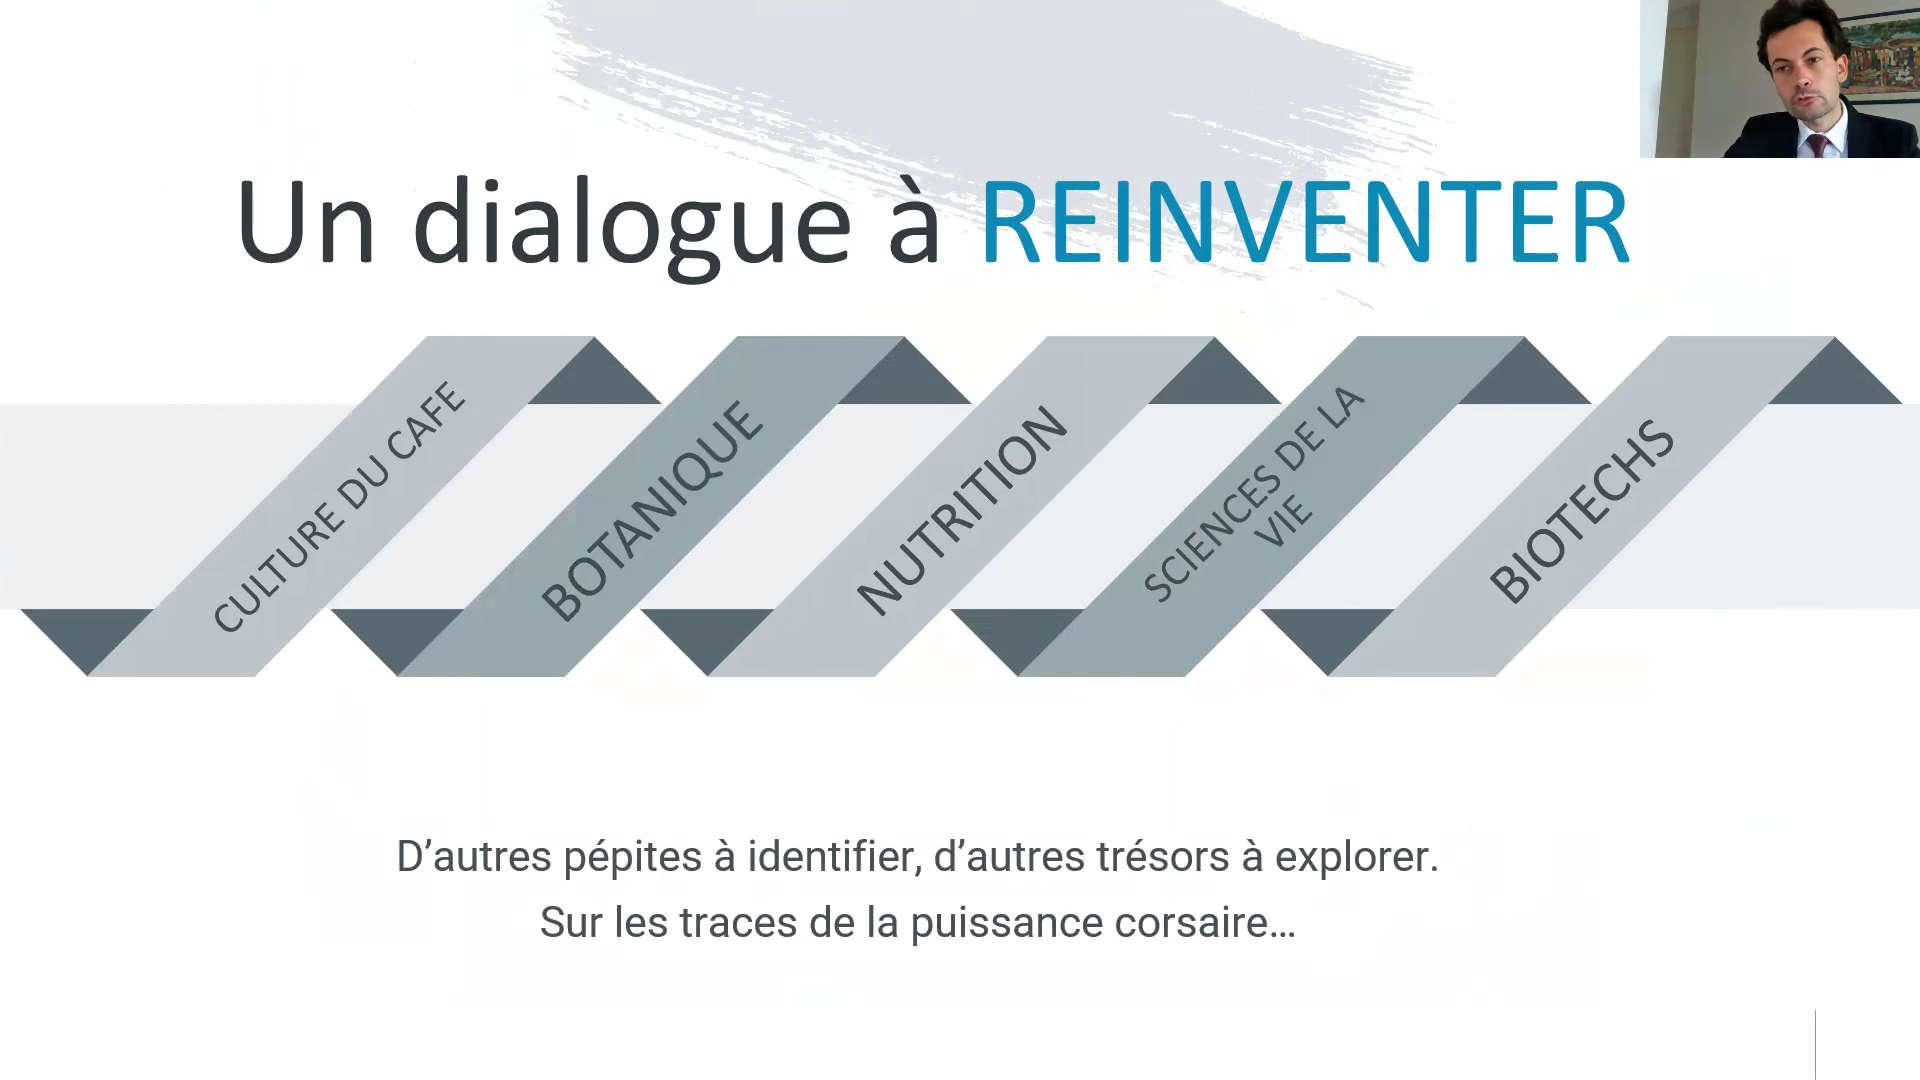 Un dialogue à REINVENTER
CULTURE DU CAFE
BOTANIQUE
NUTRITION
SCIENCES DE LA
VIE
BIOTECHS
D’autres pépites à identifier, d’autres trésors à explorer.
Sur les traces de la puissance corsaire…